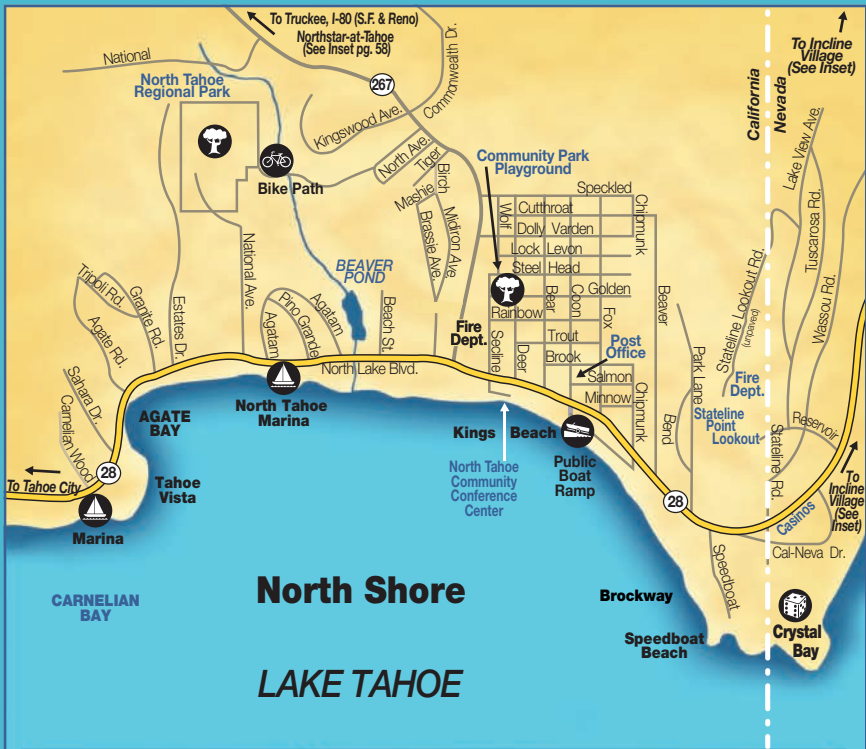 To Truckee, I-80 (S.F. & Reno)
Northstar-at-Tahoe
(See Inset pg. 58)
To Incline
Village
(See Inset)
National
267
Commonwealth Dr.
California
Nevada
North Tahoe
Regional Park
Kingswood Ave.
North Ave.
Tiger
Birch
Mashie
Brassie Ave.
Midiron Ave.
Bike Path
Community Park
Playground
Speckled
Wolf
Cutthroat
Dolly Varden
Lock Levon
Steel Head
Golden
Rainbow
Trout
Brook
Salmon
Minnow
Chipmunk
Bear
Coon
Fox
Deer
Secline
Chipmunk
Beaver
Bend
Park Lane
Lake View Ave.
Tuscarosa Rd.
Wassou Rd.
Stateline Lookout Rd.
(unpaved)
BEAVER
POND
National Ave.
Estates Dr.
Tripoli Rd.
Granite Rd.
Agate Rd.
Sahara Dr.
Carnelian Wood
Agatam
Pino Grande
Agatam
Beach St.
Fire
Dept.
Post
Office
Fire
Dept.
Stateline
Point
Lookout
Reservoir
Stateline Rd.
North Lake Blvd.
North Tahoe
Marina
AGATE
BAY
Tahoe
Vista
28
To Tahoe City
Marina
Kings Beach
North Tahoe
Community
Conference
Center
Public
Boat
Ramp
28
Casinos
To
Incline
Village
(See
Inset)
Cal-Neva Dr.
Speedboat
CARNELIAN
BAY
North Shore
Brockway
Speedboat
Beach
Crystal
Bay
LAKE TAHOE